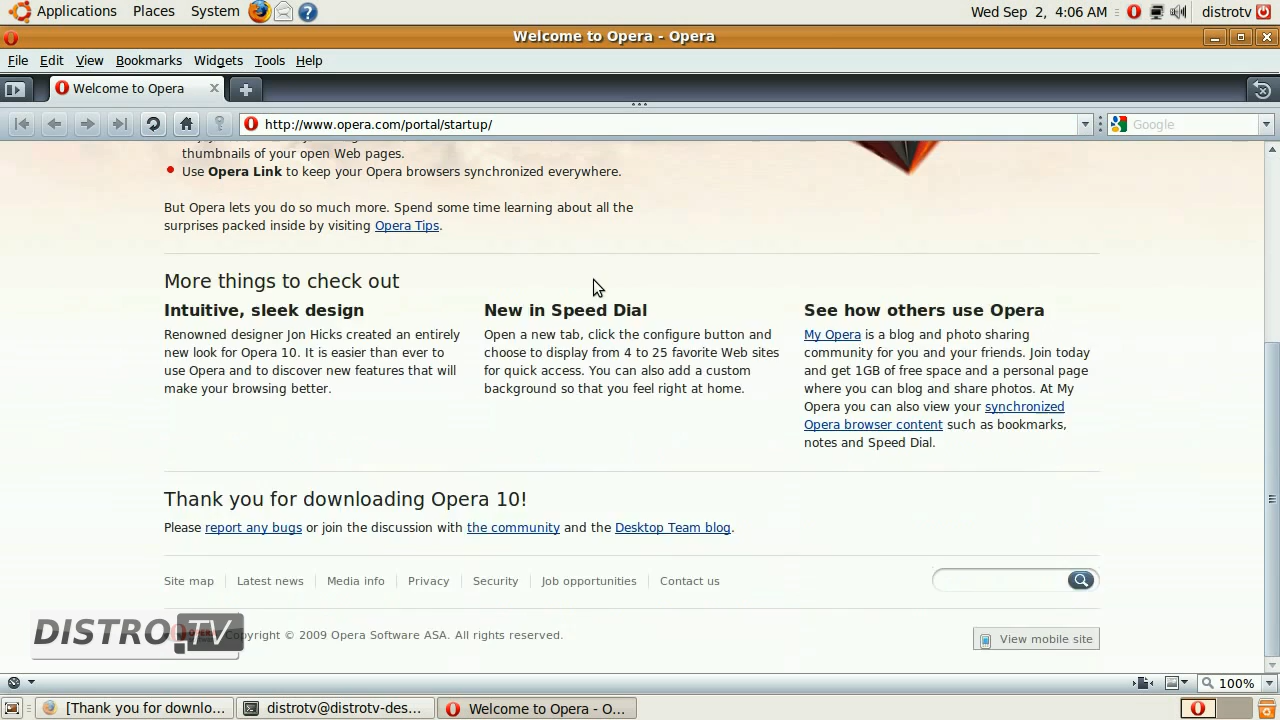 Applications Places System Wed Sep 2, 4:06 AM distrotv
Welcome to Opera - Opera
File Edit View Bookmarks Widgets Tools Help
Welcome to Opera
http://www.opera.com/portal/startup/ Google
thumbnails of your open Web pages.
Use Opera Link to keep your Opera browsers synchronized everywhere.
But Opera lets you do so much more. Spend some time learning about all the
surprises packed inside by visiting Opera Tips.
More things to check out
Intuitive, sleek design
Renowned designer Jon Hicks created an entirely
new look for Opera 10. It is easier than ever to
use Opera and to discover new features that will
make your browsing better.
New in Speed Dial
Open a new tab, click the configure button and
choose to display from 4 to 25 favorite Web sites
for quick access. You can also add a custom
background so that you feel right at home.
See how others use Opera
My Opera is a blog and photo sharing
community for you and your friends. Join today
and get 1GB of free space and a personal page
where you can blog and share photos. At My
Opera you can also view your synchronized
Opera browser content such as bookmarks,
notes and Speed Dial.
Thank you for downloading Opera 10!
Please report any bugs or join the discussion with the community and the Desktop Team blog.
Site map Latest news Media info Privacy Security Job opportunities Contact us
DISTRO.TV
Copyright © 2009 Opera Software ASA. All rights reserved.
View mobile site
100%
[Thank you for downlo... distrotv@distrotv-des... Welcome to Opera - O...